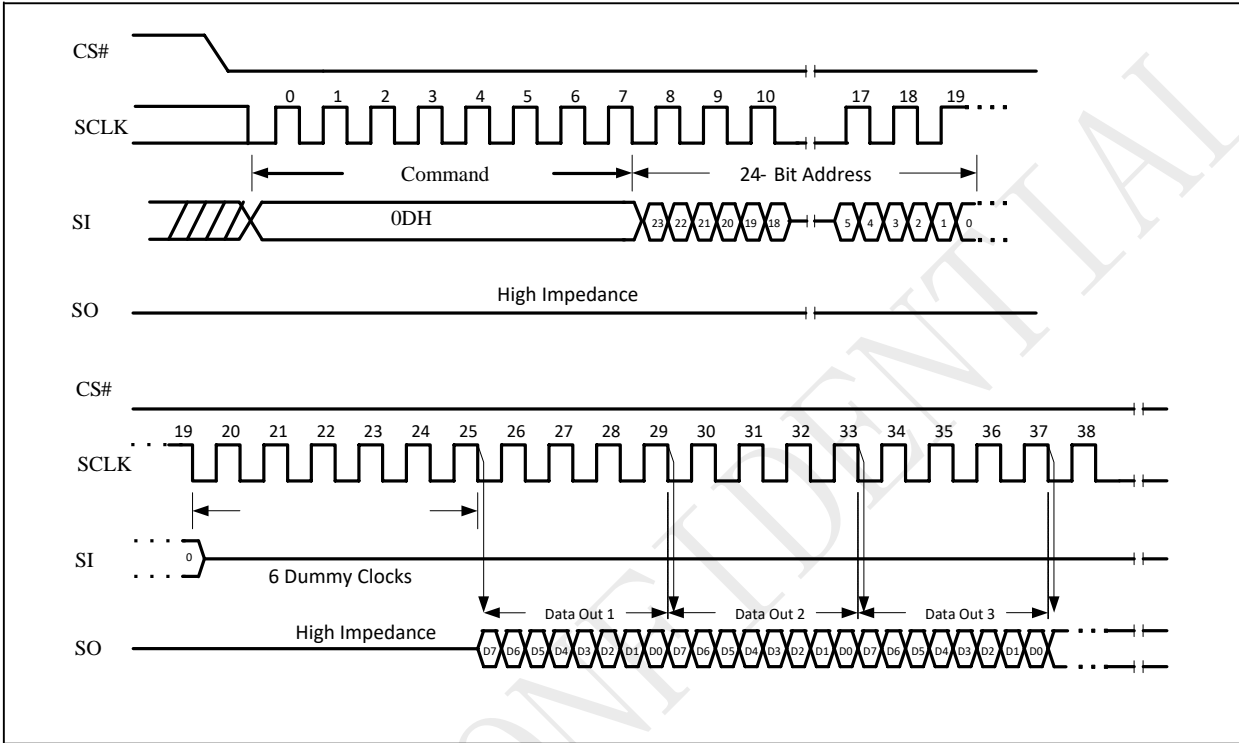 CS#
0 1 2 3 4 5 6 7 8 9 10 17 18 19
SCLK
Command 24- Bit Address
SI 0DH 23 22 21 20 19 18 5 4 3 2 1 0
High Impedance
SO
CS#
19 20 21 22 23 24 25 26 27 28 29 30 31 32 33 34 35 36 37 38
SCLK
SI 0
6 Dummy Clocks
Data Out 1 Data Out 2 Data Out 3
High Impedance
SO D7 D6 D5 D4 D3 D2 D1 D0 D7 D6 D5 D4 D3 D2 D1 D0 D7 D6 D5 D4 D3 D2 D1 D0
ONFIDENTIAL